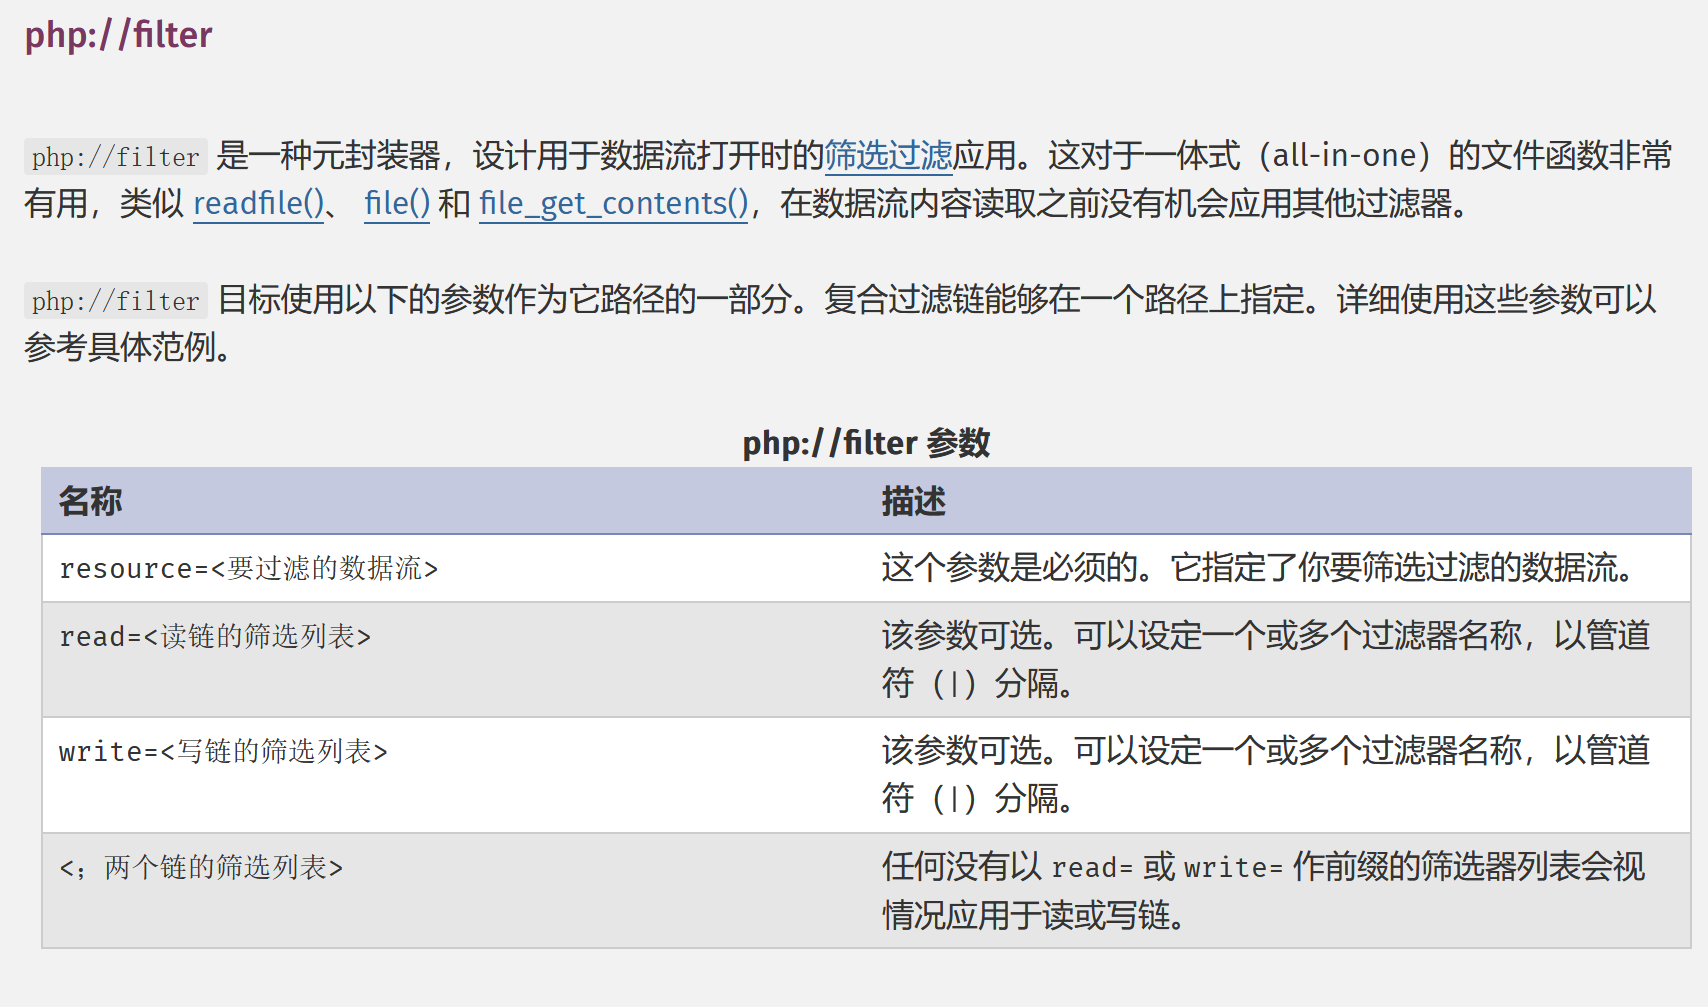 php://filter
php://filter 是一种元封装器，设计用于数据流打开时的筛选过滤应用。这对于一体式（all-in-one）的文件函数非常
有用，类似 readfile()、 file() 和 file_get_contents()，在数据流内容读取之前没有机会应用其他过滤器。
php://filter 目标使用以下的参数作为它路径的一部分。复合过滤链能够在一个路径上指定。详细使用这些参数可以
参考具体范例。
php://filter 参数
名称 描述
resource=<要过滤的数据流> 这个参数是必须的。它指定了你要筛选过滤的数据流。
read=<读链的筛选列表> 该参数可选。可以设定一个或多个过滤器名称，以管道
符（|）分隔。
write=<写链的筛选列表> 该参数可选。可以设定一个或多个过滤器名称，以管道
符（|）分隔。
<；两个链的筛选列表> 任何没有以 read= 或 write= 作前缀的筛选器列表会视
情况应用于读或写链。